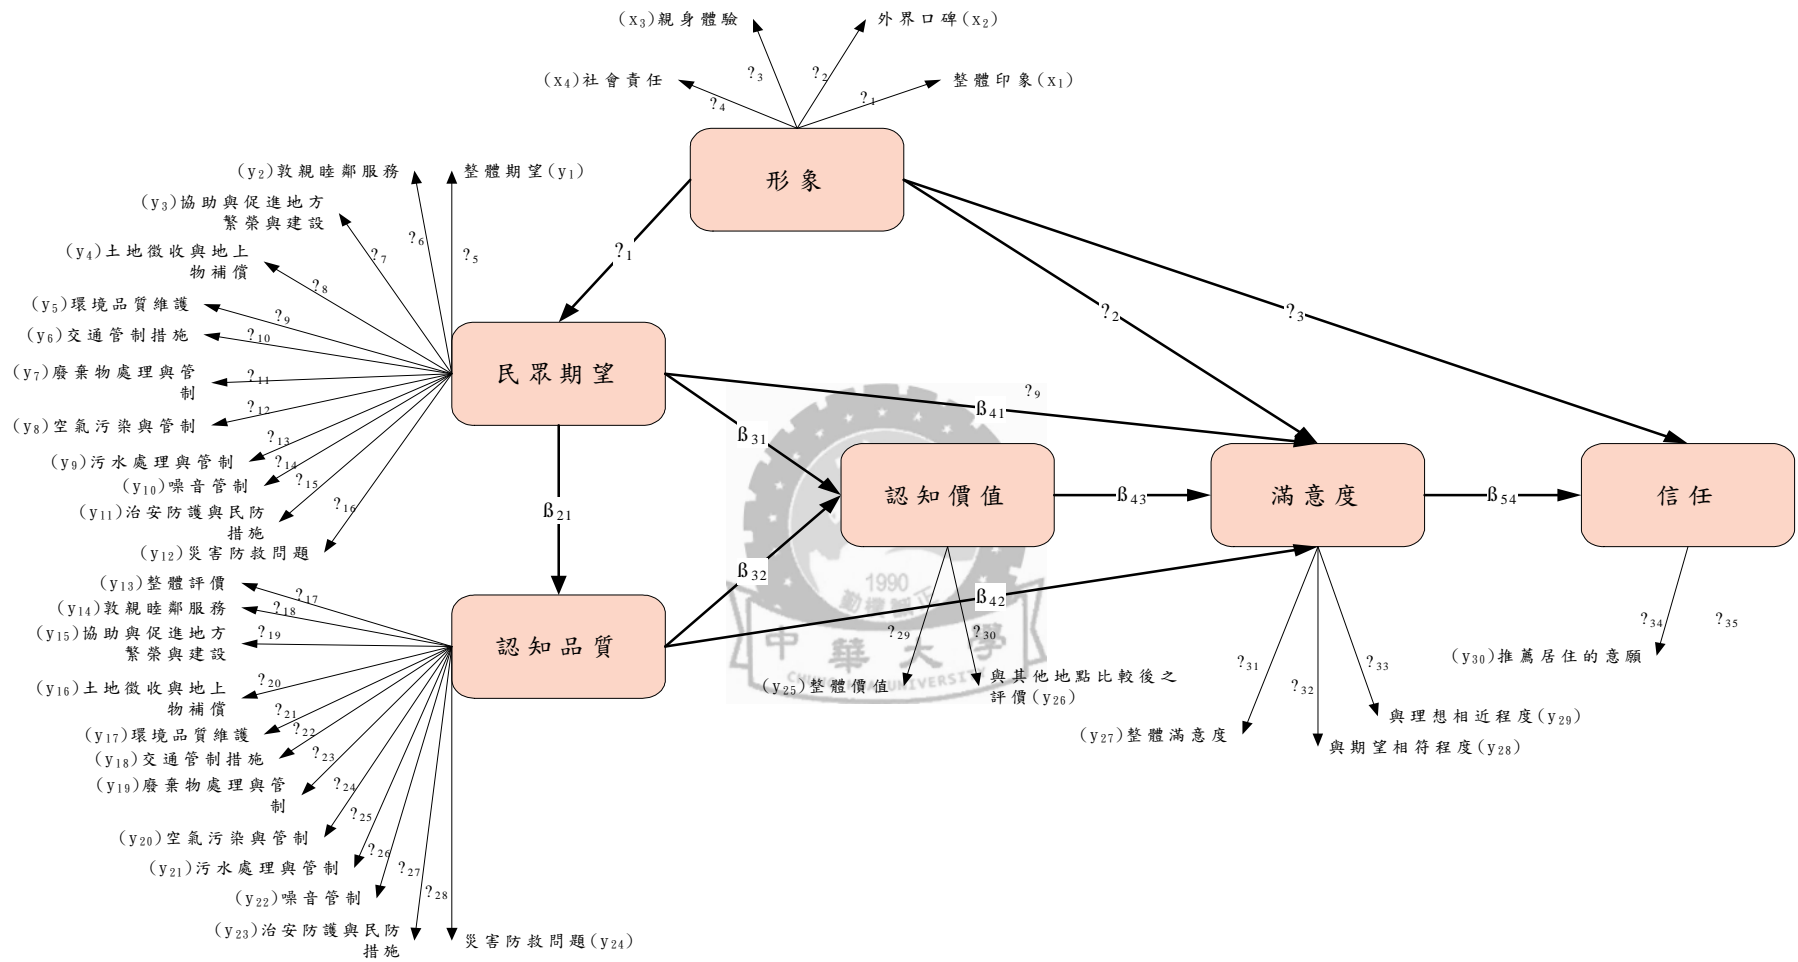 (x₃)親身體驗
外界口碑(x₂)
(x₄)社會責任
整體印象(x₁)
?₃
?₂
?₄
?₁
形象
(y₂)敦親睦鄰服務
整體期望(y₁)
(y₃)協助與促進地方
繁榮與建設
(y₄)土地徵收與地上
物補償
(y₅)環境品質維護
(y₆)交通管制措施
(y₇)廢棄物處理與管
制
(y₈)空氣污染與管制
(y₉)污水處理與管制
(y₁₀)噪音管制
(y₁₁)治安防護與民防
措施
(y₁₂)災害防救問題
?₅
?₆
?₇
?₈
?₉
?₁₀
?₁₁
?₁₂
?₁₃
?₁₄
?₁₅
?₁₆
?₁
?₂
?₃
民眾期望
?₉
ß₄₁
ß₃₁
ß₂₁
認知價值
ß₄₃
滿意度
ß₅₄
信任
ß₃₂
ß₄₂
1990
勤樸誠正
中華大學
CHUNG HUA UNIVERSITY
認知品質
(y₁₃)整體評價
(y₁₄)敦親睦鄰服務
(y₁₅)協助與促進地方
繁榮與建設
(y₁₆)土地徵收與地上
物補償
(y₁₇)環境品質維護
(y₁₈)交通管制措施
(y₁₉)廢棄物處理與管
制
(y₂₀)空氣污染與管制
(y₂₁)污水處理與管制
(y₂₂)噪音管制
(y₂₃)治安防護與民防
措施
災害防救問題(y₂₄)
?₁₇
?₁₈
?₁₉
?₂₀
?₂₁
?₂₂
?₂₃
?₂₄
?₂₅
?₂₆
?₂₇
?₂₈
?₂₉
?₃₀
(y₂₅)整體價值
與其他地點比較後之
評價(y₂₆)
?₃₁
?₃₂
?₃₃
(y₂₇)整體滿意度
與理想相近程度(y₂₉)
與期望相符程度(y₂₈)
?₃₄
?₃₅
(y₃₀)推薦居住的意願